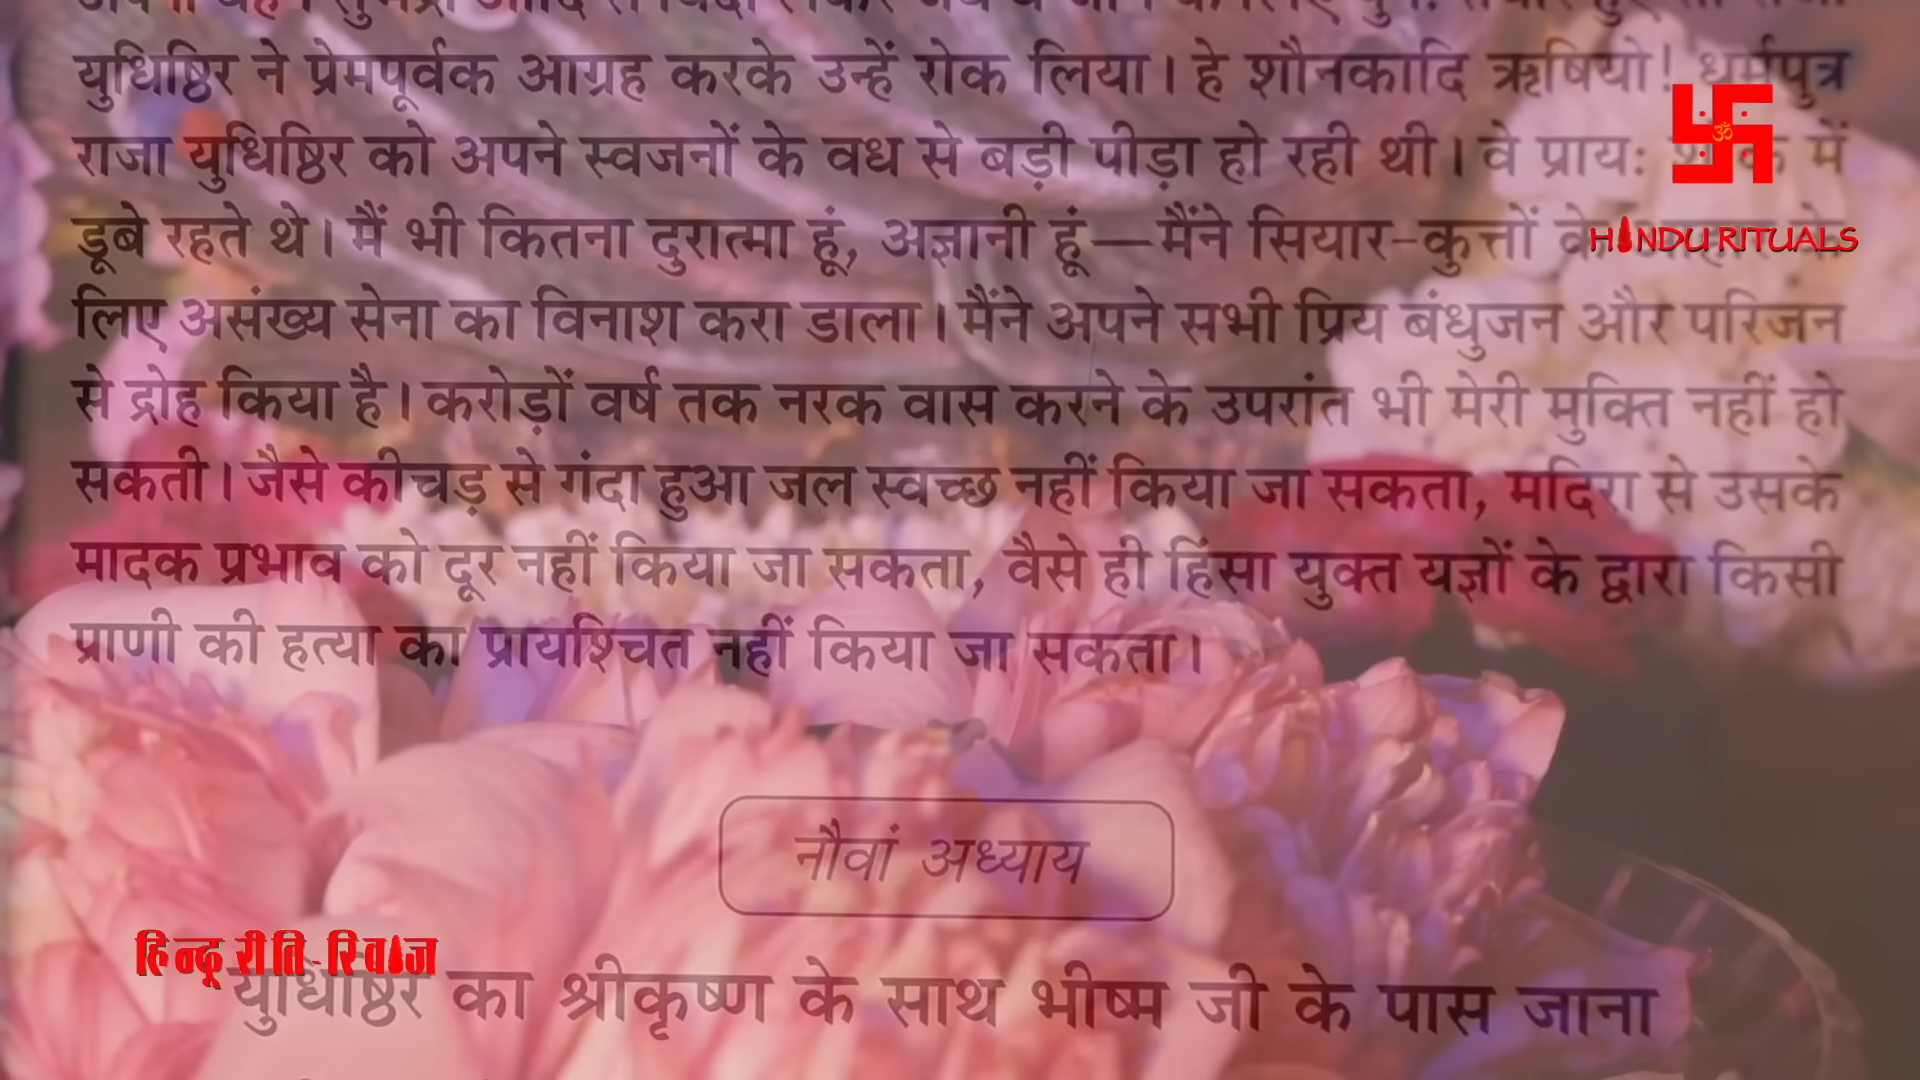 युधिष्ठिर ने प्रेमपूर्वक आग्रह करके उन्हें रोक लिया। हे शौनकादि ऋषियो! धर्मपुत्र
राजा युधिष्ठिर को अपने स्वजनों के वध से बड़ी पीड़ा हो रही थी। वे प्रायः में
डूबे रहते थे। मैं भी कितना दुरात्मा हूं, अज्ञानी हूं—मैंने सियार-कुत्तों के
HINDU RITUALS
लिए असंख्य सेना का विनाश करा डाला। मैंने अपने सभी प्रिय बंधुजन और परिजन
से द्रोह किया है। करोड़ों वर्ष तक नरक वास करने के उपरांत भी मेरी मुक्ति नहीं हो
सकती। जैसे कीचड़ से गंदा हुआ जल स्वच्छ नहीं किया जा सकता, मदिरा से उसके
मादक प्रभाव को दूर नहीं किया जा सकता, वैसे ही हिंसा युक्त यज्ञों के द्वारा किसी
प्राणी की हत्या का प्रायश्चित नहीं किया जा सकता।
नौवां अध्याय
हिन्दू रीति-रिवाज
युधिष्ठिर का श्रीकृष्ण के साथ भीष्म जी के पास जाना